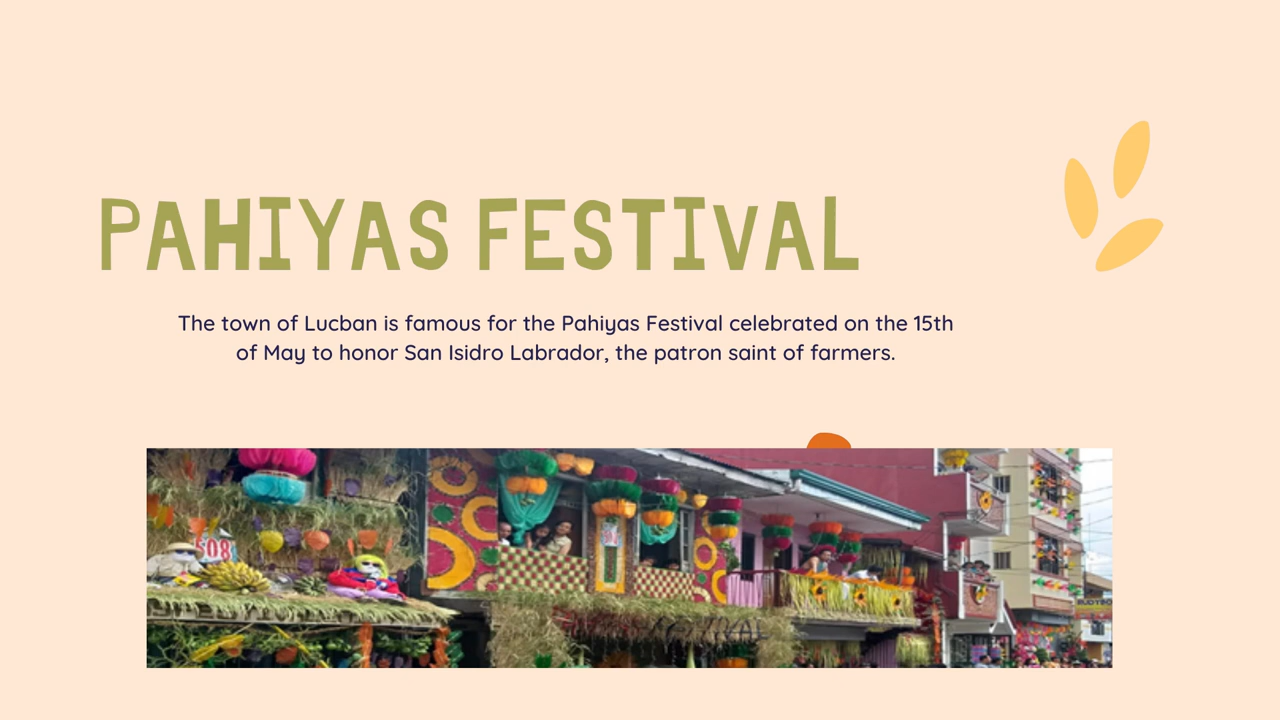 PAHIYAS FESTIVAL
The town of Lucban is famous for the Pahiyas Festival celebrated on the 15th
of May to honor San Isidro Labrador, the patron saint of farmers.
508